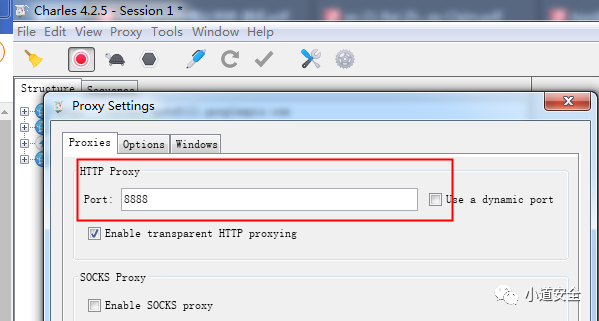 Charles 4.2.5 - Session 1 *
File Edit View Proxy Tools Window Help
Structure Sequence
Proxy Settings
Proxies Options Windows
HTTP Proxy
Port: 8888 Use a dynamic port
Enable transparent HTTP proxying
SOCKS Proxy
Enable SOCKS proxy
小道安全